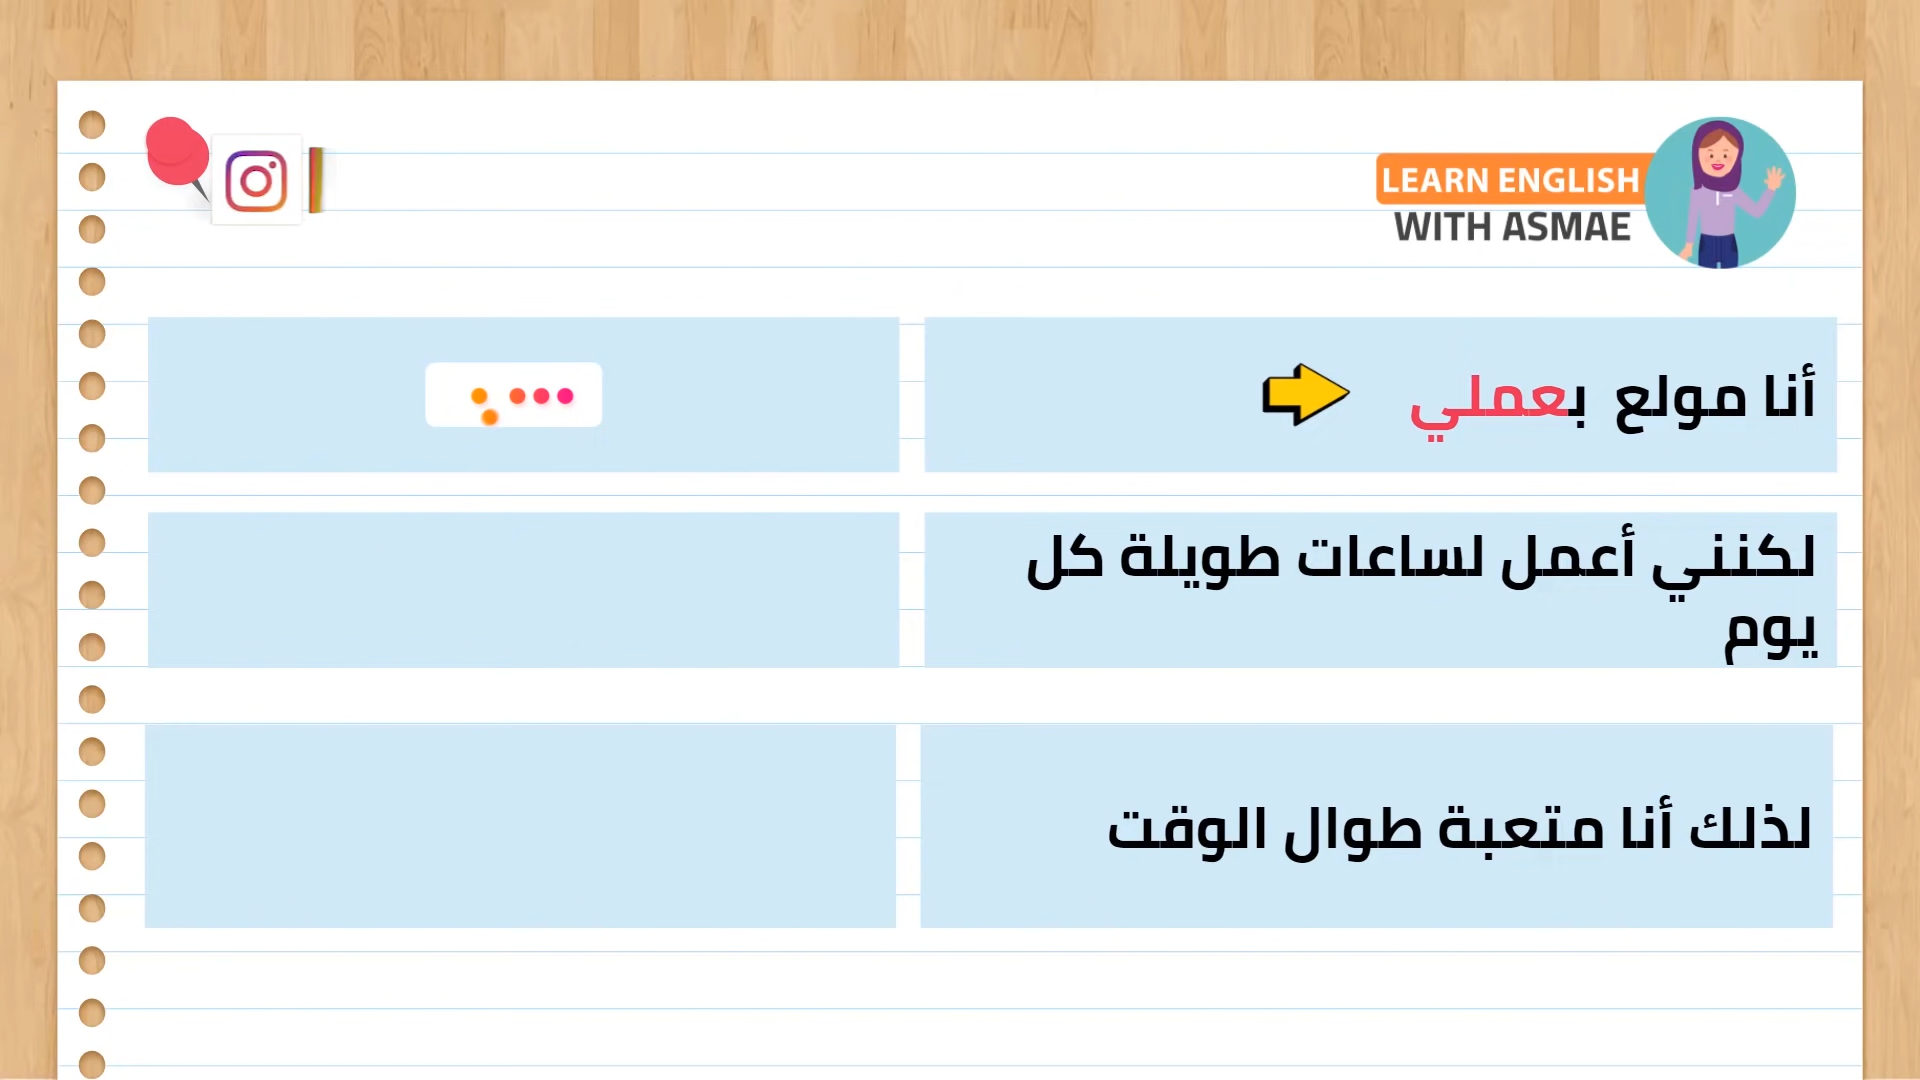 LEARN ENGLISH
WITH ASMAE
أنا مولع بعملي
لكنني أعمل لساعات طويلة كل
يوم
لذلك أنا متعبة طوال الوقت